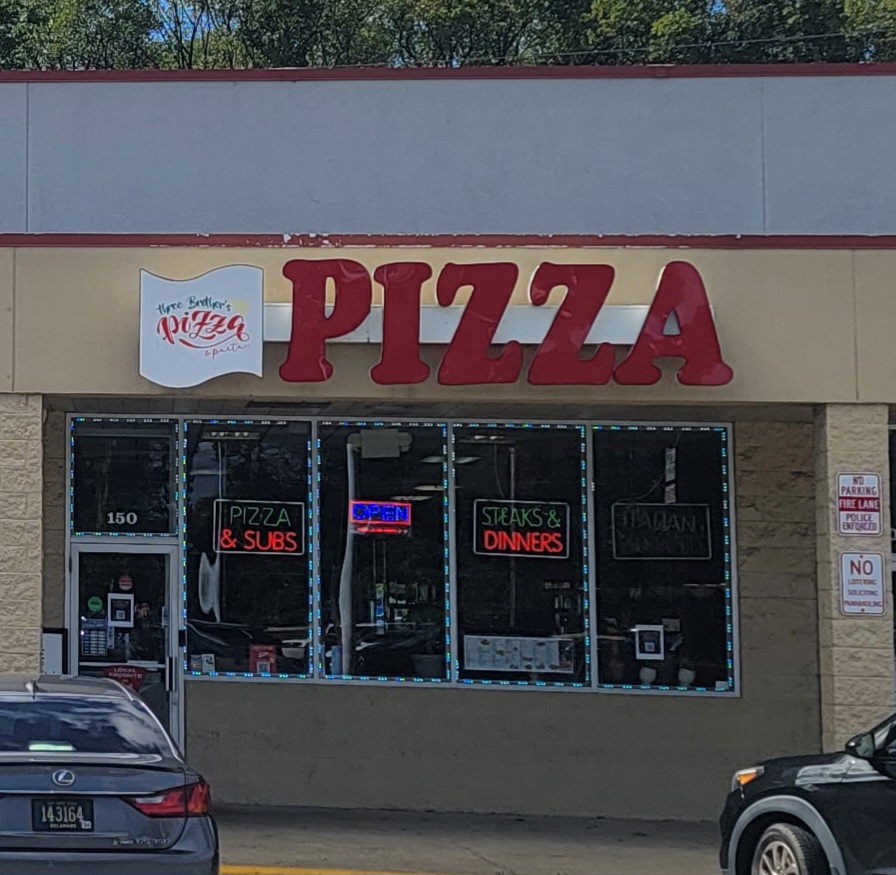 three Brother's
Pizza
& pasta
PIZZA
150
PIZZA
& SUBS
OPEN
STEAKS &
DINNERS
ITALIAN
NO
PARKING
FIRE LANE
POLICE
ENFORCED
NO
LOITERING
SOLICITING
PANHANDLING
LOCAL
FAVORITE
143164
DELAWARE